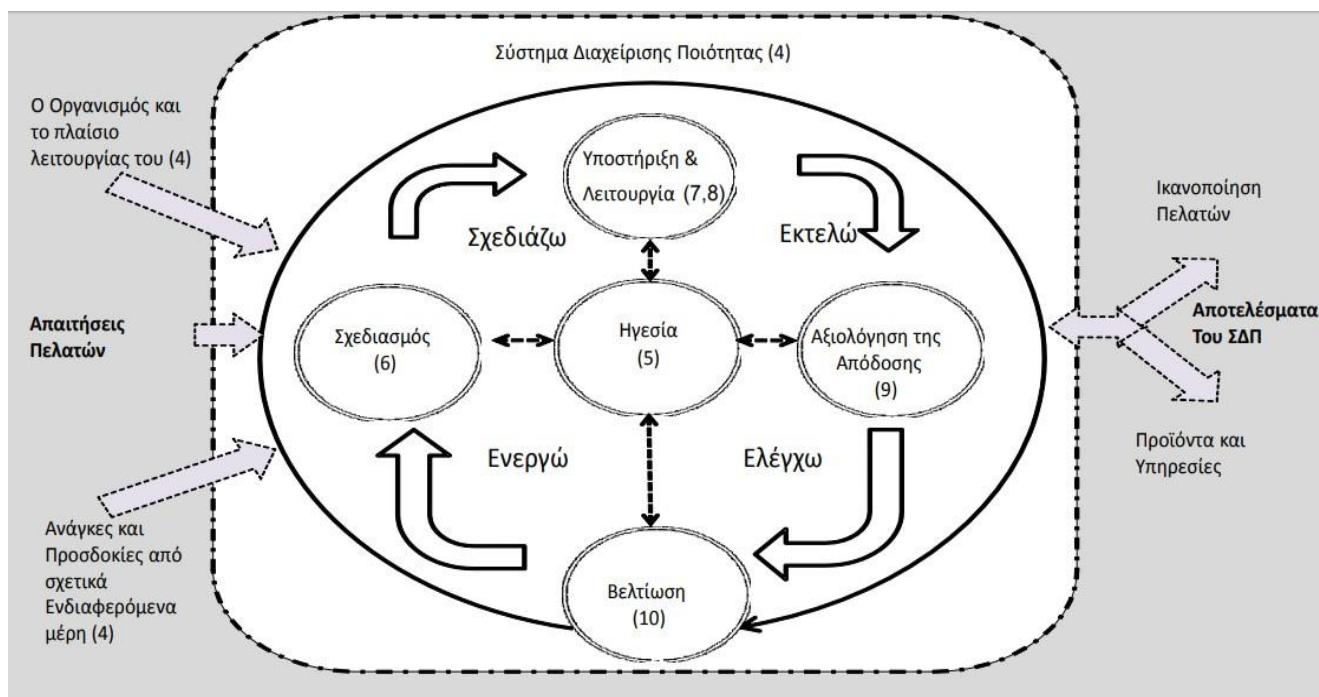 Σύστημα Διαχείρισης Ποιότητας (4)
Ο Οργανισμός και
το πλαίσιο
λειτουργίας του (4)
Απαιτήσεις
Πελατών
Ανάγκες και
Προσδοκίες από
σχετικά
Ενδιαφερόμενα
μέρη (4)
Υποστήριξη &
Λειτουργία (7,8)
Σχεδιάζω
Εκτελώ
Σχεδιασμός
(6)
Ηγεσία
(5)
Αξιολόγηση της
Απόδοσης
(9)
Ενεργώ
Ελέγχω
Βελτίωση
(10)
Ικανοποίηση
Πελατών
Αποτελέσματα
Του ΣΔΠ
Προϊόντα και
Υπηρεσίες